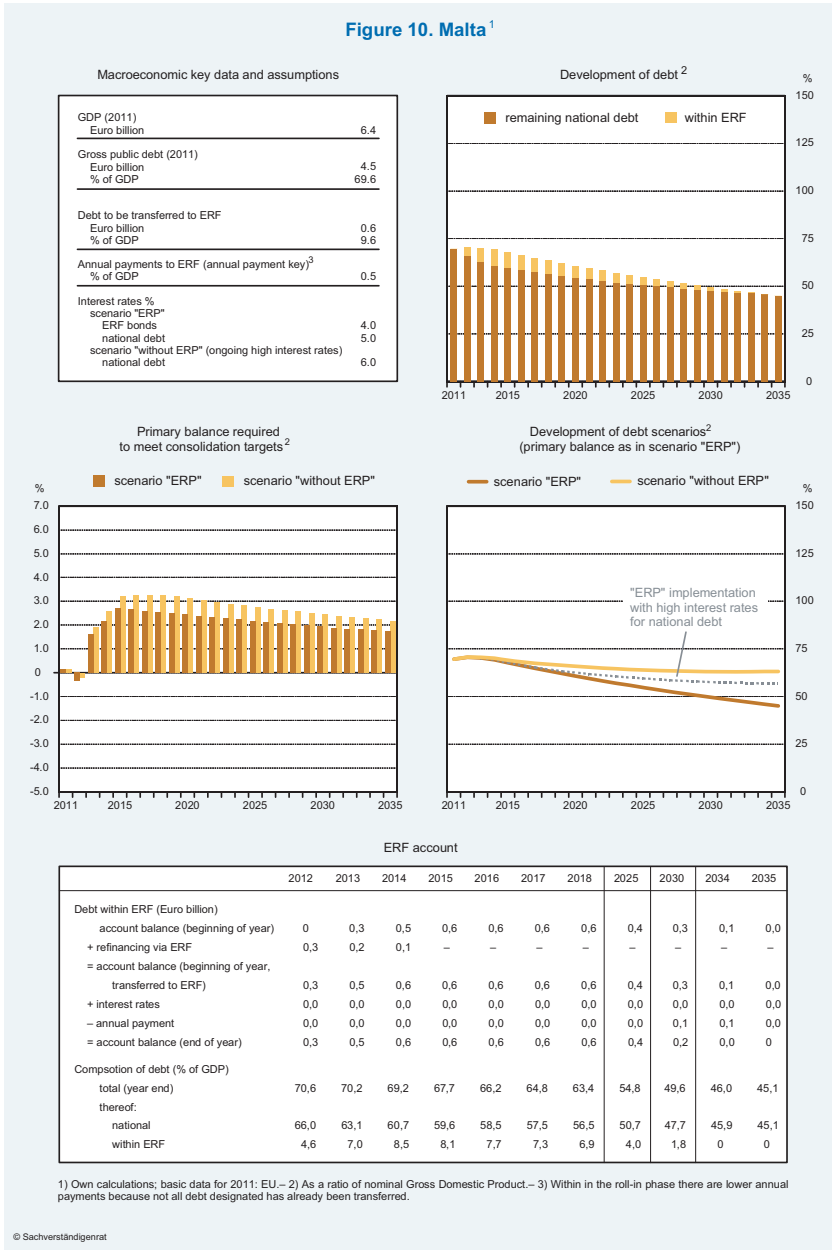 Figure 10. Malta 1
Macroeconomic key data and assumptions
GDP (2011)
Euro billion 6.4
Gross public debt (2011)
Euro billion 4.5
% of GDP 69.6
Debt to be transferred to ERF
Euro billion 0.6
% of GDP 9.6
Annual payments to ERF (annual payment key)3
% of GDP 0.5
Interest rates %
scenario "ERP"
ERF bonds 4.0
national debt 5.0
scenario "without ERP" (ongoing high interest rates)
national debt 6.0
Development of debt 2
%
remaining national debt within ERF
150
125
100
75
50
25
0
2011 2015 2020 2025 2030 2035
Primary balance required
to meet consolidation targets2
scenario "ERP" scenario "without ERP"
%
7.0
6.0
5.0
4.0
3.0
2.0
1.0
0
-1.0
-2.0
-3.0
-4.0
-5.0
2011 2015 2020 2025 2030 2035
Development of debt scenarios2
(primary balance as in scenario "ERP")
scenario "ERP" scenario "without ERP"
%
150
125
100
75
50
25
0
"ERP" implementation
with high interest rates
for national debt
2011 2015 2020 2025 2030 2035
ERF account
2012 2013 2014 2015 2016 2017 2018 2025 2030 2034 2035
Debt within ERF (Euro billion)
account balance (beginning of year) 0 0,3 0,5 0,6 0,6 0,6 0,6 0,4 0,3 0,1 0,0
+ refinancing via ERF 0,3 0,2 0,1 – – – – – – – –
= account balance (beginning of year,
transferred to ERF) 0,3 0,5 0,6 0,6 0,6 0,6 0,6 0,4 0,3 0,1 0,0
+ interest rates 0,0 0,0 0,0 0,0 0,0 0,0 0,0 0,0 0,0 0,0 0,0
– annual payment 0,0 0,0 0,0 0,0 0,0 0,0 0,0 0,0 0,1 0,1 0,0
= account balance (end of year) 0,3 0,5 0,6 0,6 0,6 0,6 0,6 0,4 0,2 0,0 0
Compsotion of debt (% of GDP)
total (year end) 70,6 70,2 69,2 67,7 66,2 64,8 63,4 54,8 49,6 46,0 45,1
thereof:
national 66,0 63,1 60,7 59,6 58,5 57,5 56,5 50,7 47,7 45,9 45,1
within ERF 4,6 7,0 8,5 8,1 7,7 7,3 6,9 4,0 1,8 0 0
1) Own calculations; basic data for 2011: EU.– 2) As a ratio of nominal Gross Domestic Product.– 3) Within in the roll-in phase there are lower annual
payments because not all debt designated has already been transferred.
© Sachverständigenrat